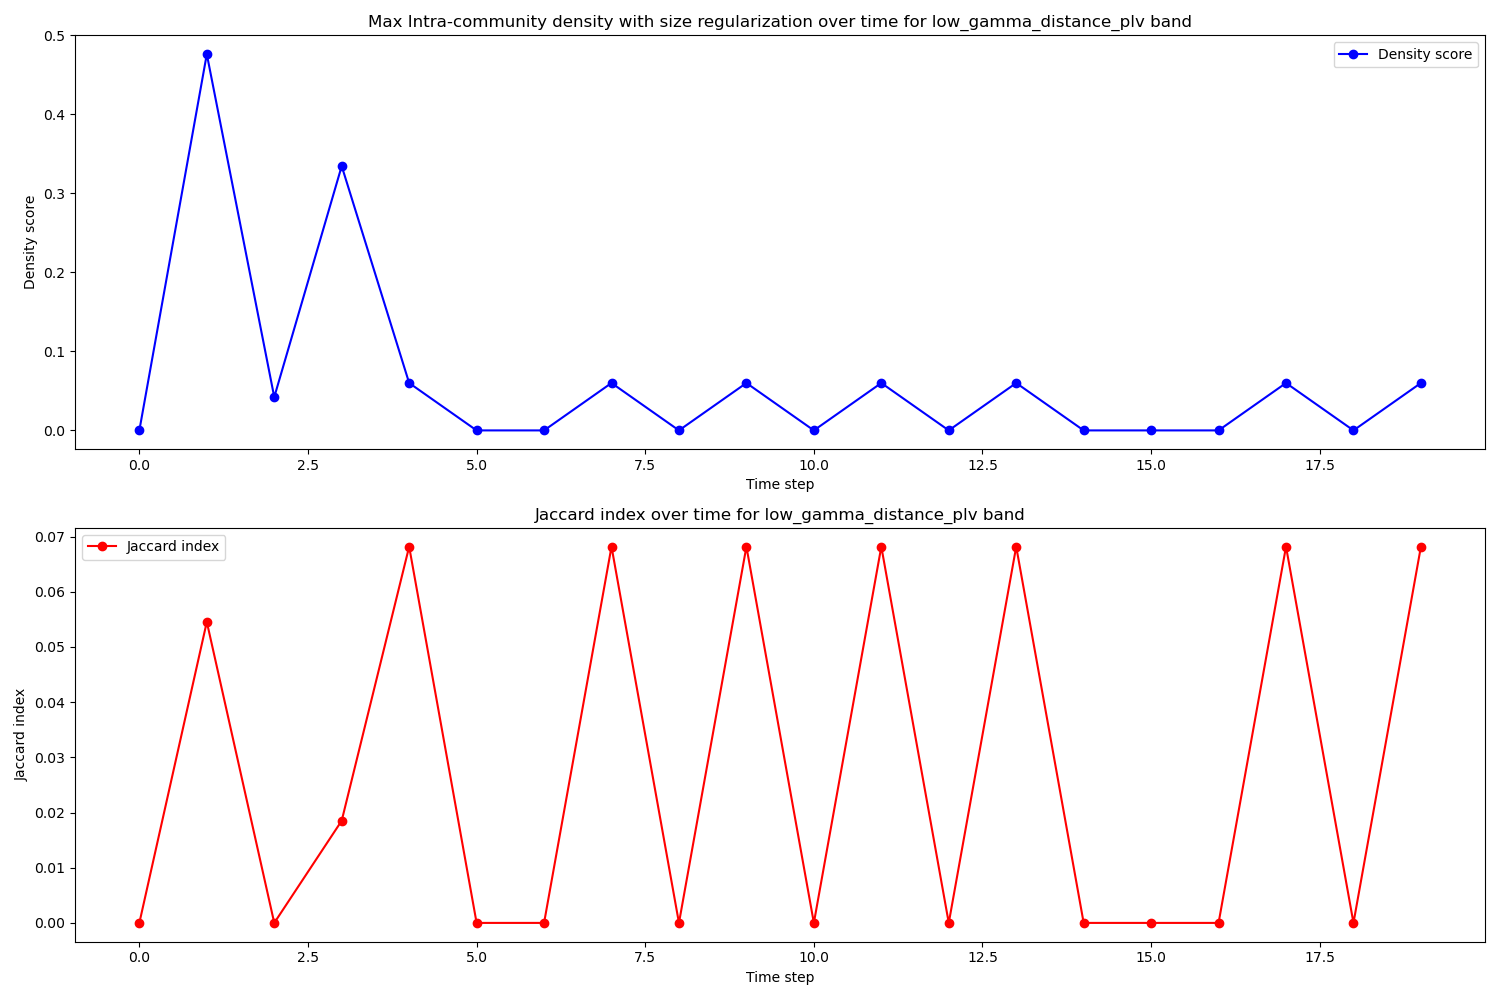 Max Intra-community density with size regularization over time for low_gamma_distance_plv band
Density score
0.5
0.4
0.3
0.2
0.1
0.0
Density score
0.0 2.5 5.0 7.5 10.0 12.5 15.0 17.5
Time step
Jaccard index over time for low_gamma_distance_plv band
Jaccard index
0.07
0.06
0.05
0.04
0.03
0.02
0.01
0.00
Jaccard index
0.0 2.5 5.0 7.5 10.0 12.5 15.0 17.5
Time step